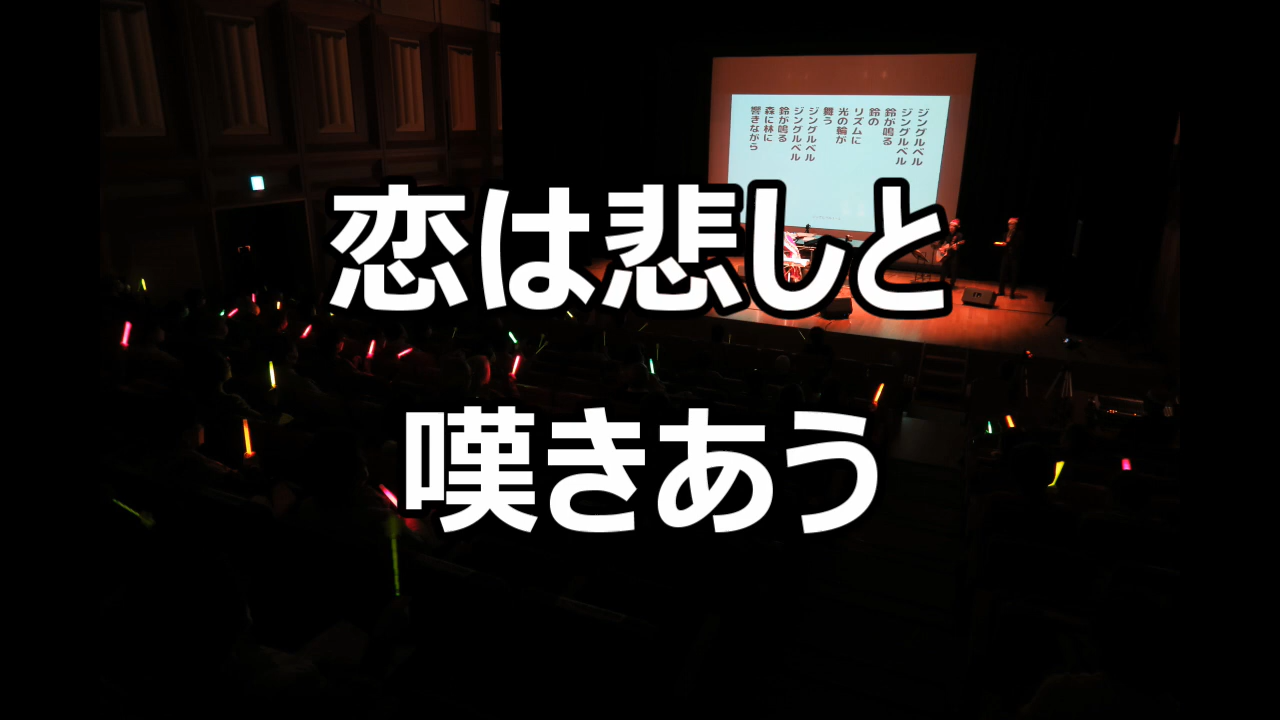 ジングルベル
ジングルベル
鈴が鳴る
鈴の
リズムに
光の輪が
舞う
ジングルベル
ジングルベル
鈴が鳴る
森に林に
響きながら
恋は悲しと
嘆きあう